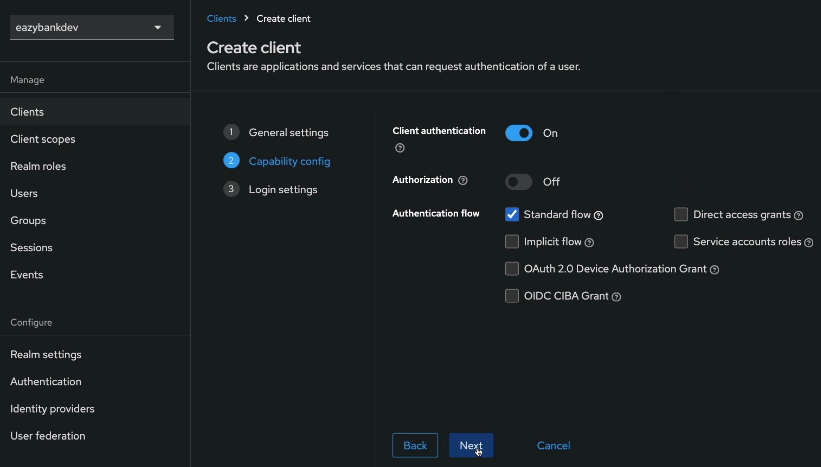 eazybankdev
Manage
Clients
Client scopes
Realm roles
Users
Groups
Sessions
Events
Configure
Realm settings
Authentication
Identity providers
User federation
Clients > Create client
Create client
Clients are applications and services that can request authentication of a user.
1 General settings
2 Capability config
3 Login settings
Client authentication On
Authorization Off
Authentication flow Standard flow Direct access grants
Implicit flow Service accounts roles
OAuth 2.0 Device Authorization Grant
OIDC CIBA Grant
Back Next Cancel